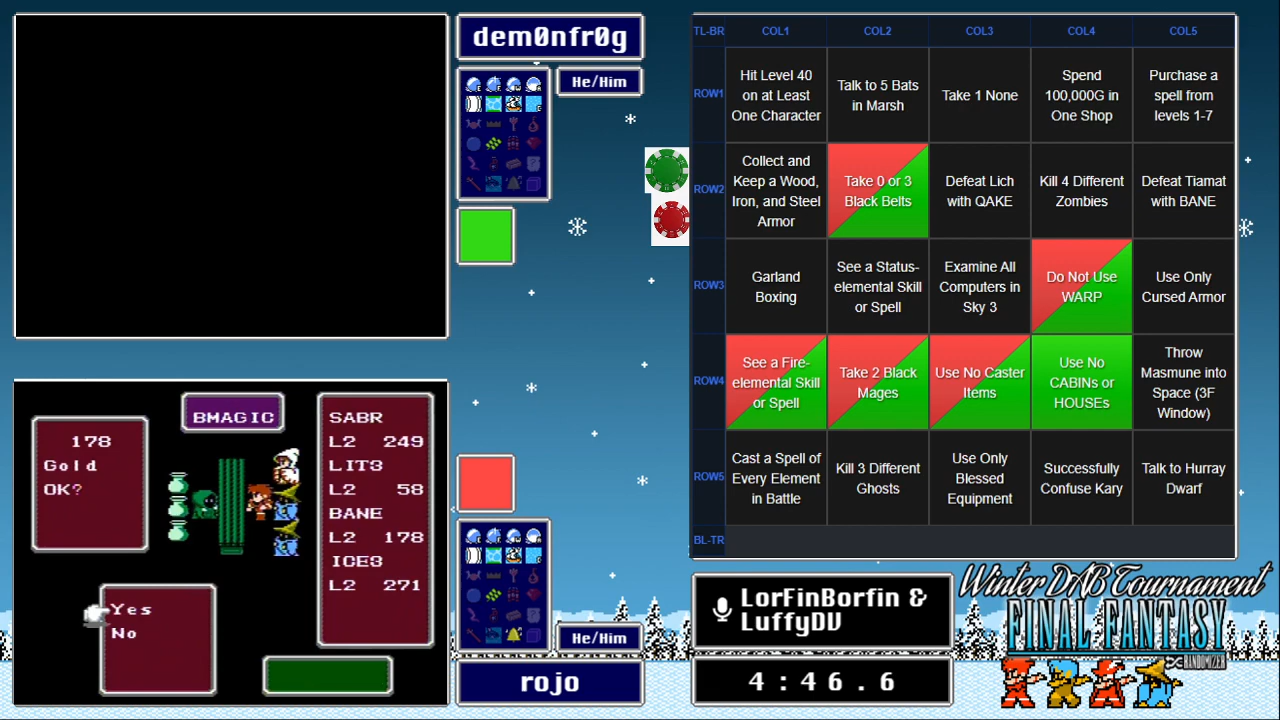 dem0nfr0g
He/Him
TL-BR COL1 COL2 COL3 COL4 COL5
ROW1
Hit Level 40
on at Least
One Character
Talk to 5 Bats
in Marsh
Take 1 None
Spend
100,000G in
One Shop
Purchase a
spell from
levels 1-7
ROW2
Collect and
Keep a Wood,
Iron, and Steel
Armor
Take 0 or 3
Black Belts
Defeat Lich
with QAKE
Kill 4 Different
Zombies
Defeat Tiamat
with BANE
ROW3
Garland
Boxing
See a Status-
elemental Skill
or Spell
Examine All
Computers in
Sky 3
Do Not Use
WARP
Use Only
Cursed Armor
ROW4
See a Fire-
elemental Skill
or Spell
Take 2 Black
Mages
Use No Caster
Items
Use No
CABINs or
HOUSEs
Throw
Masmune into
Space (3F
Window)
ROW5
Cast a Spell of
Every Element
in Battle
Kill 3 Different
Ghosts
Use Only
Blessed
Equipment
Successfully
Confuse Kary
Talk to Hurray
Dwarf
BL-TR
178
Gold
OK?
BMAGIC
SABR
L2 249
LIT3
L2 58
BANE
L2 178
ICE3
L2 271
Yes
No
He/Him
rojo
LorFinBorfin &
LuffyDV
4:46.6
Winter DAB Tournament
FINAL FANTASY
RANDOMIZER